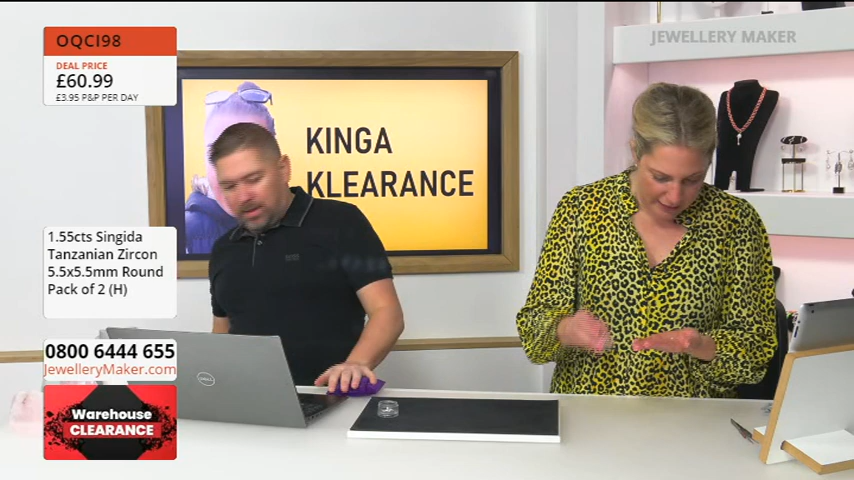 OQCI98
DEAL PRICE
£60.99
£3.95 P&P PER DAY
JEWELLERY MAKER
KINGA
KLEARANCE
1.55cts Singida
Tanzanian Zircon
5.5x5.5mm Round
Pack of 2 (H)
0800 6444 655
JewelleryMaker.com
Warehouse
CLEARANCE
DELL